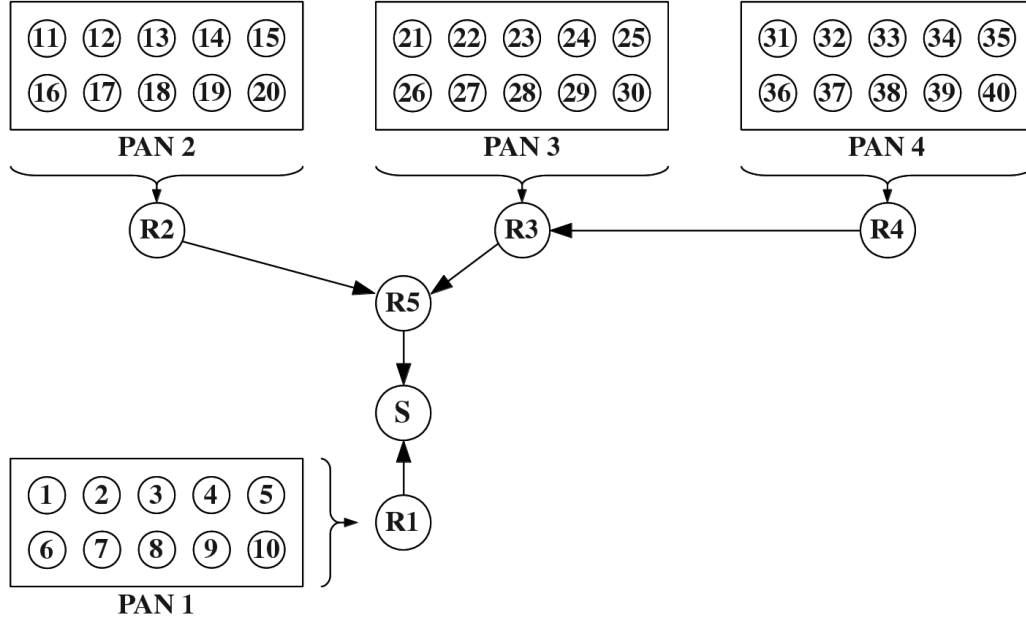 11 12 13 14 15
16 17 18 19 20
PAN 2
21 22 23 24 25
26 27 28 29 30
PAN 3
31 32 33 34 35
36 37 38 39 40
PAN 4
R2
R3
R4
R5
S
1 2 3 4 5
6 7 8 9 10
PAN 1
R1